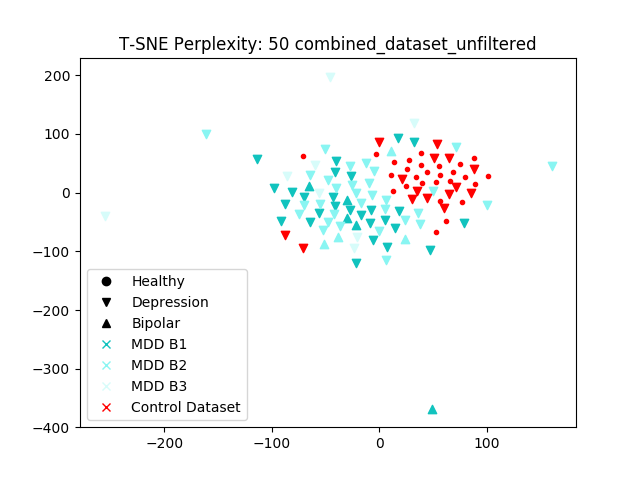 T-SNE Perplexity: 50 combined_dataset_unfiltered
200
100
0
−100
−200
−300
−400
Healthy
Depression
Bipolar
MDD B1
MDD B2
MDD B3
Control Dataset
−200
−100
0
100